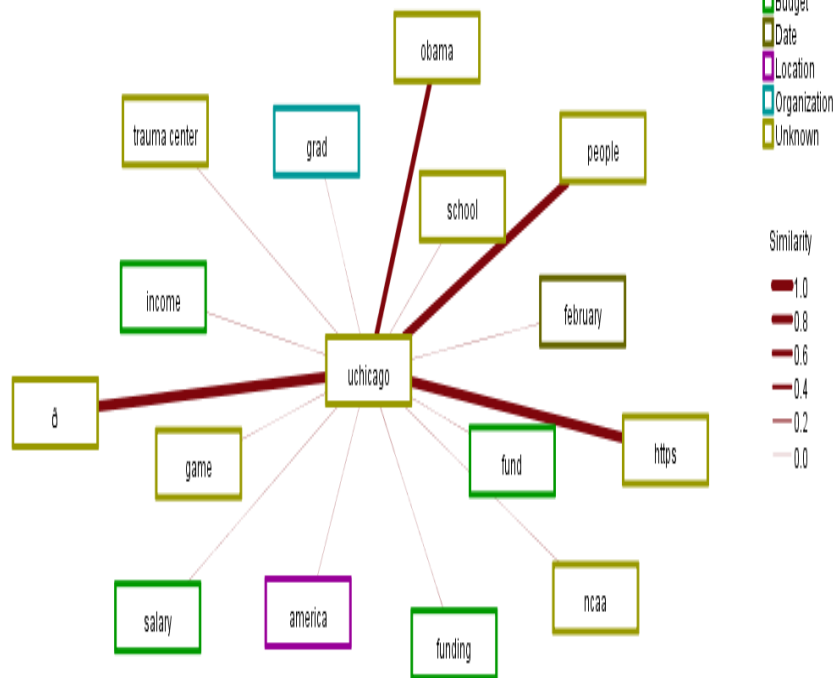 obama
Budget
Date
Location
Organization
Unknown
trauma center
grad
people
school
Similarity
1.0
0.8
0.6
0.4
0.2
0.0
income
february
uchicago
ð
game
fund
https
salary
america
funding
ncaa